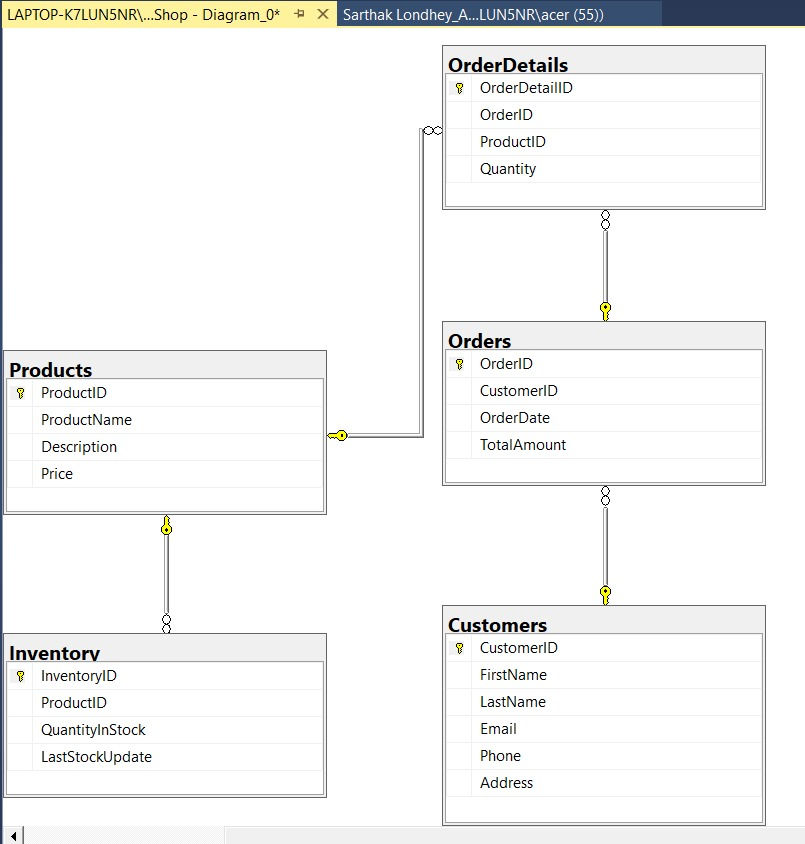 LAPTOP-K7LUN5NR\...Shop - Diagram_0*
Sarthak Londhey_A...LUN5NR\acer (55))
OrderDetails
OrderDetailID
OrderID
ProductID
Quantity
Orders
OrderID
CustomerID
OrderDate
TotalAmount
Products
ProductID
ProductName
Description
Price
Inventory
InventoryID
ProductID
QuantityInStock
LastStockUpdate
Customers
CustomerID
FirstName
LastName
Email
Phone
Address